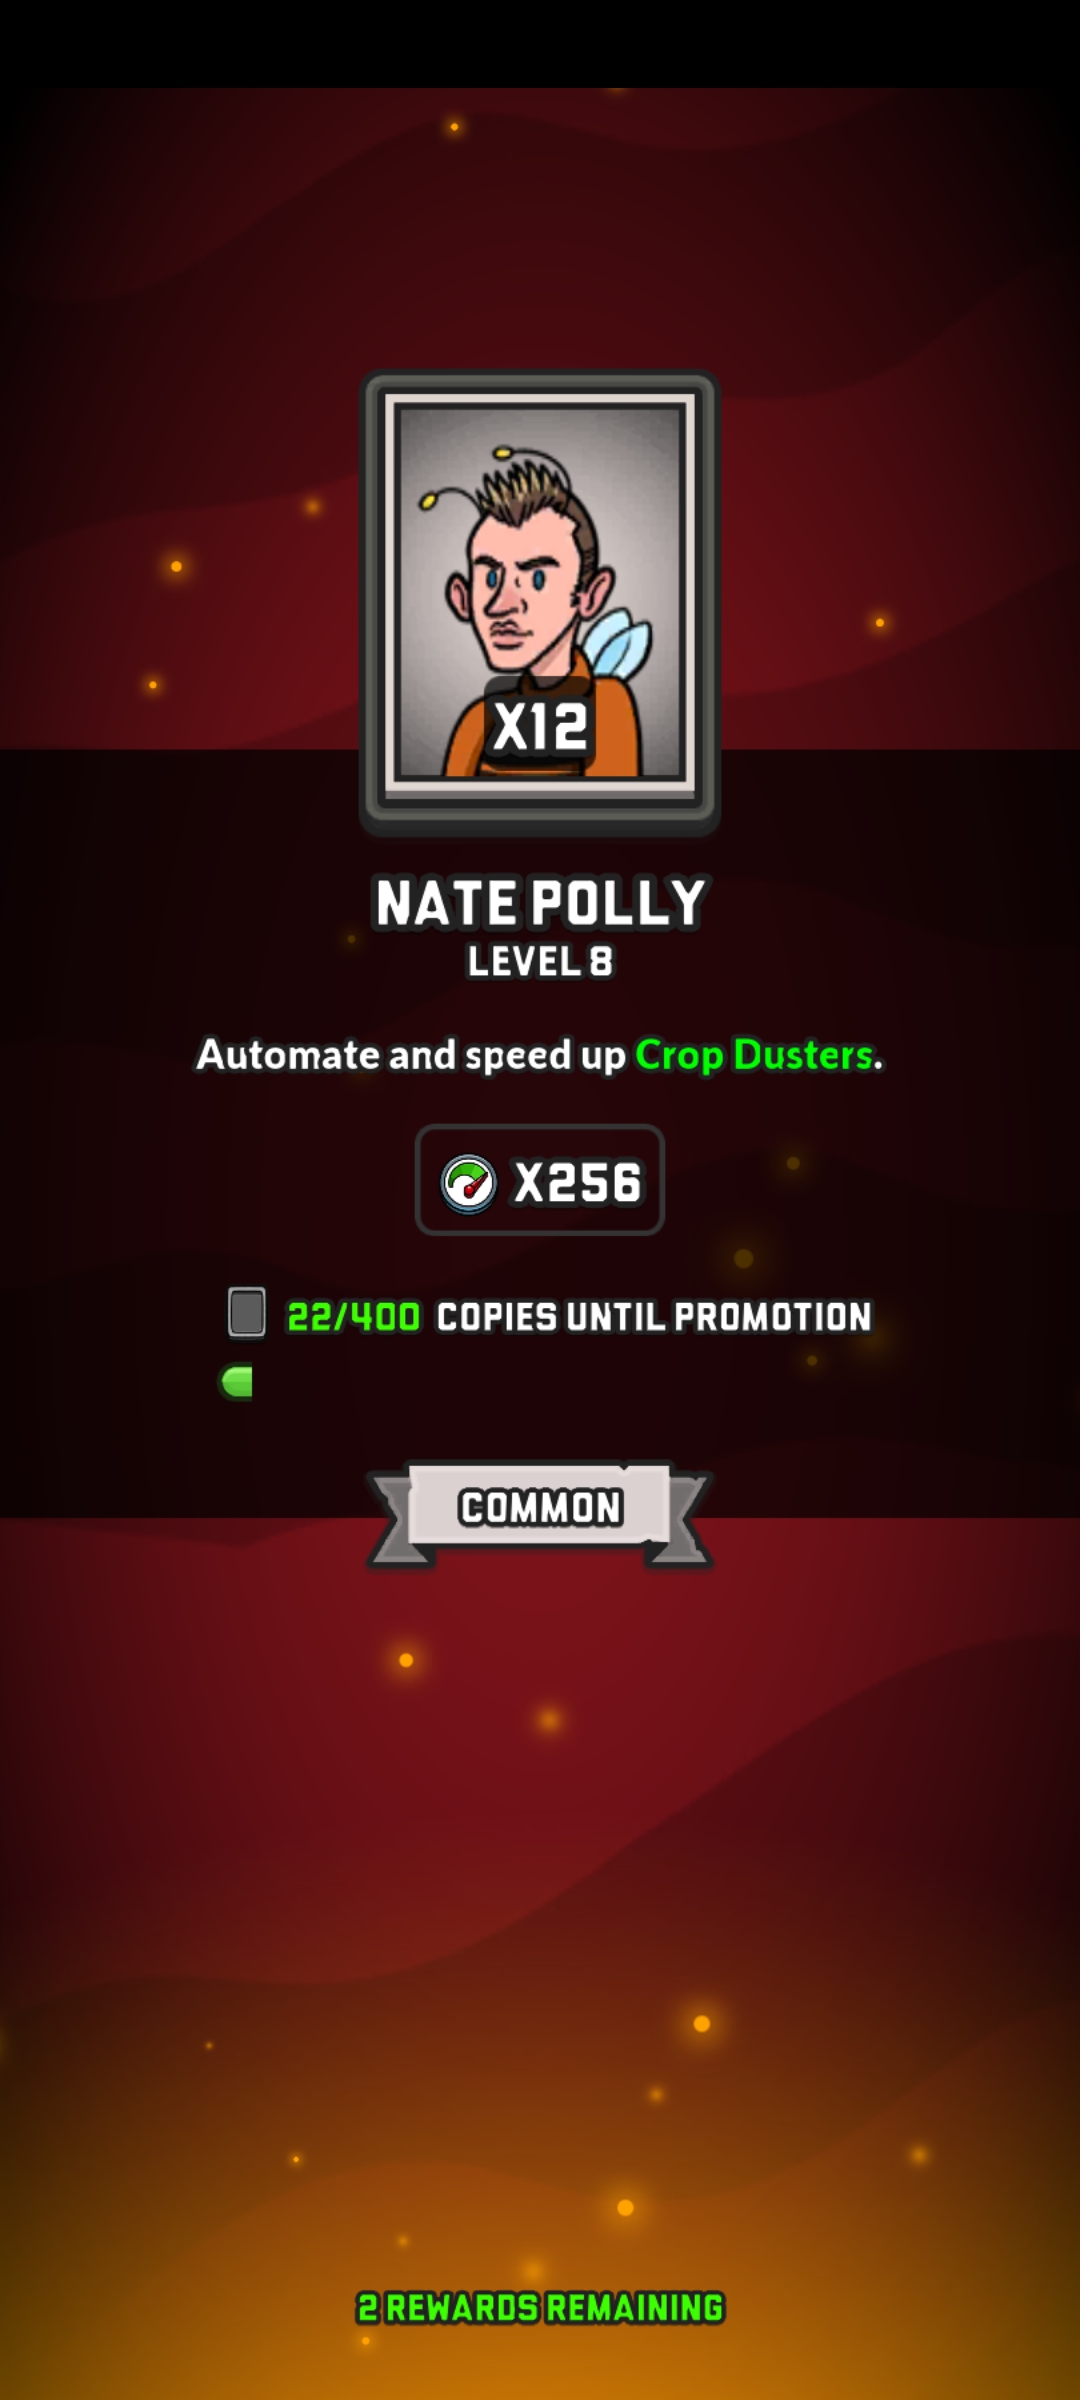 X12
NATE POLLY
LEVEL 8
Automate and speed up Crop Dusters.
X256
22/400 COPIES UNTIL PROMOTION
COMMON
2 REWARDS REMAINING